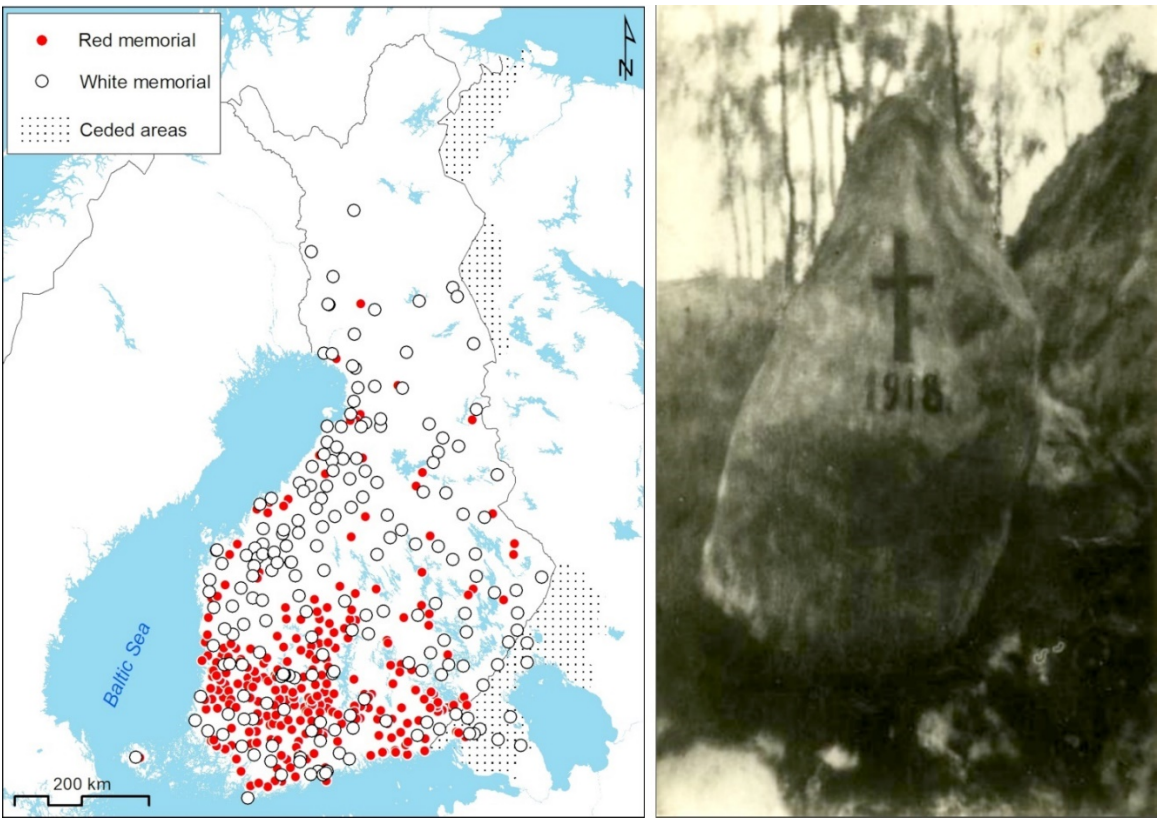 Red memorial
White memorial
Ceded areas
N
Baltic Sea
200 km
1918.